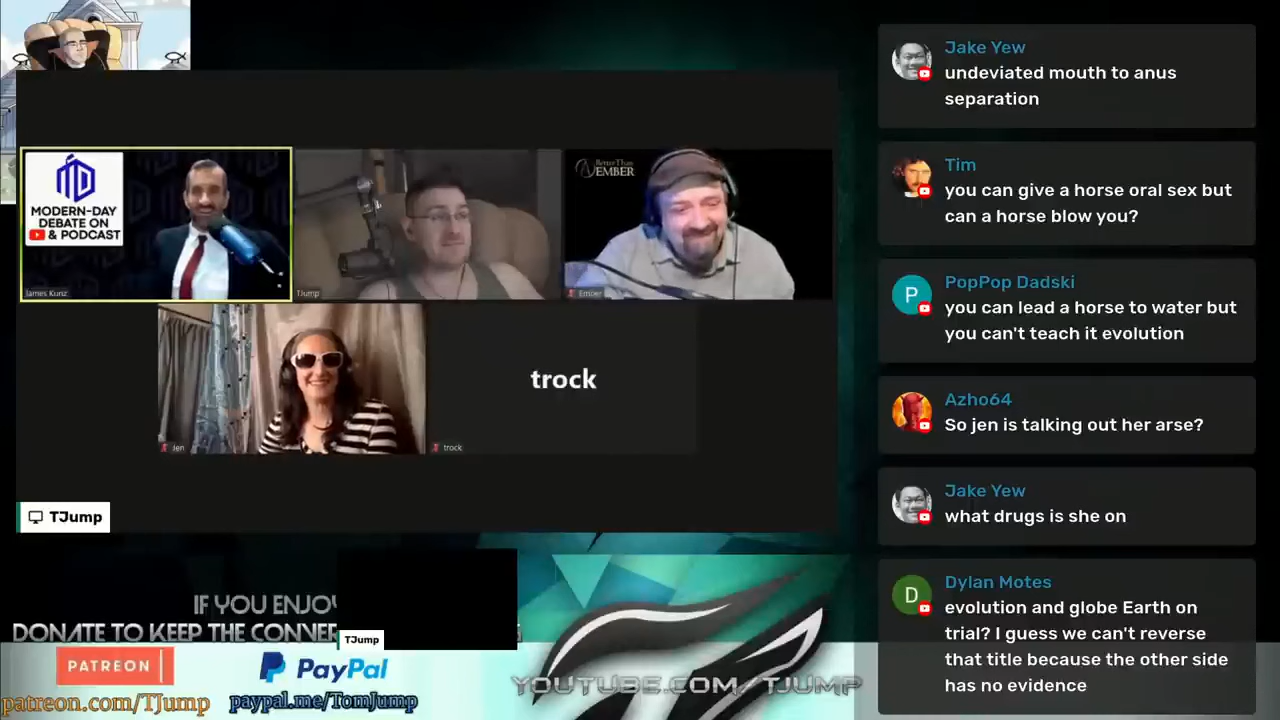 MODERN-DAY
DEBATE ON
& PODCAST
James Kunz
TJump
Better Than
EMBER
Ember
Jen
trock
trock
TJump
IF YOU ENJOY
DONATE TO KEEP THE CONVER
TJump
PATREON
PayPal
patreon.com/TJump
paypal.me/TomJump
YOUTUBE.COM/TJUMP
Jake Yew
undeviated mouth to anus
separation
Tim
you can give a horse oral sex but
can a horse blow you?
P
PopPop Dadski
you can lead a horse to water but
you can't teach it evolution
Azho64
So jen is talking out her arse?
Jake Yew
what drugs is she on
D
Dylan Motes
evolution and globe Earth on
trial? I guess we can't reverse
that title because the other side
has no evidence